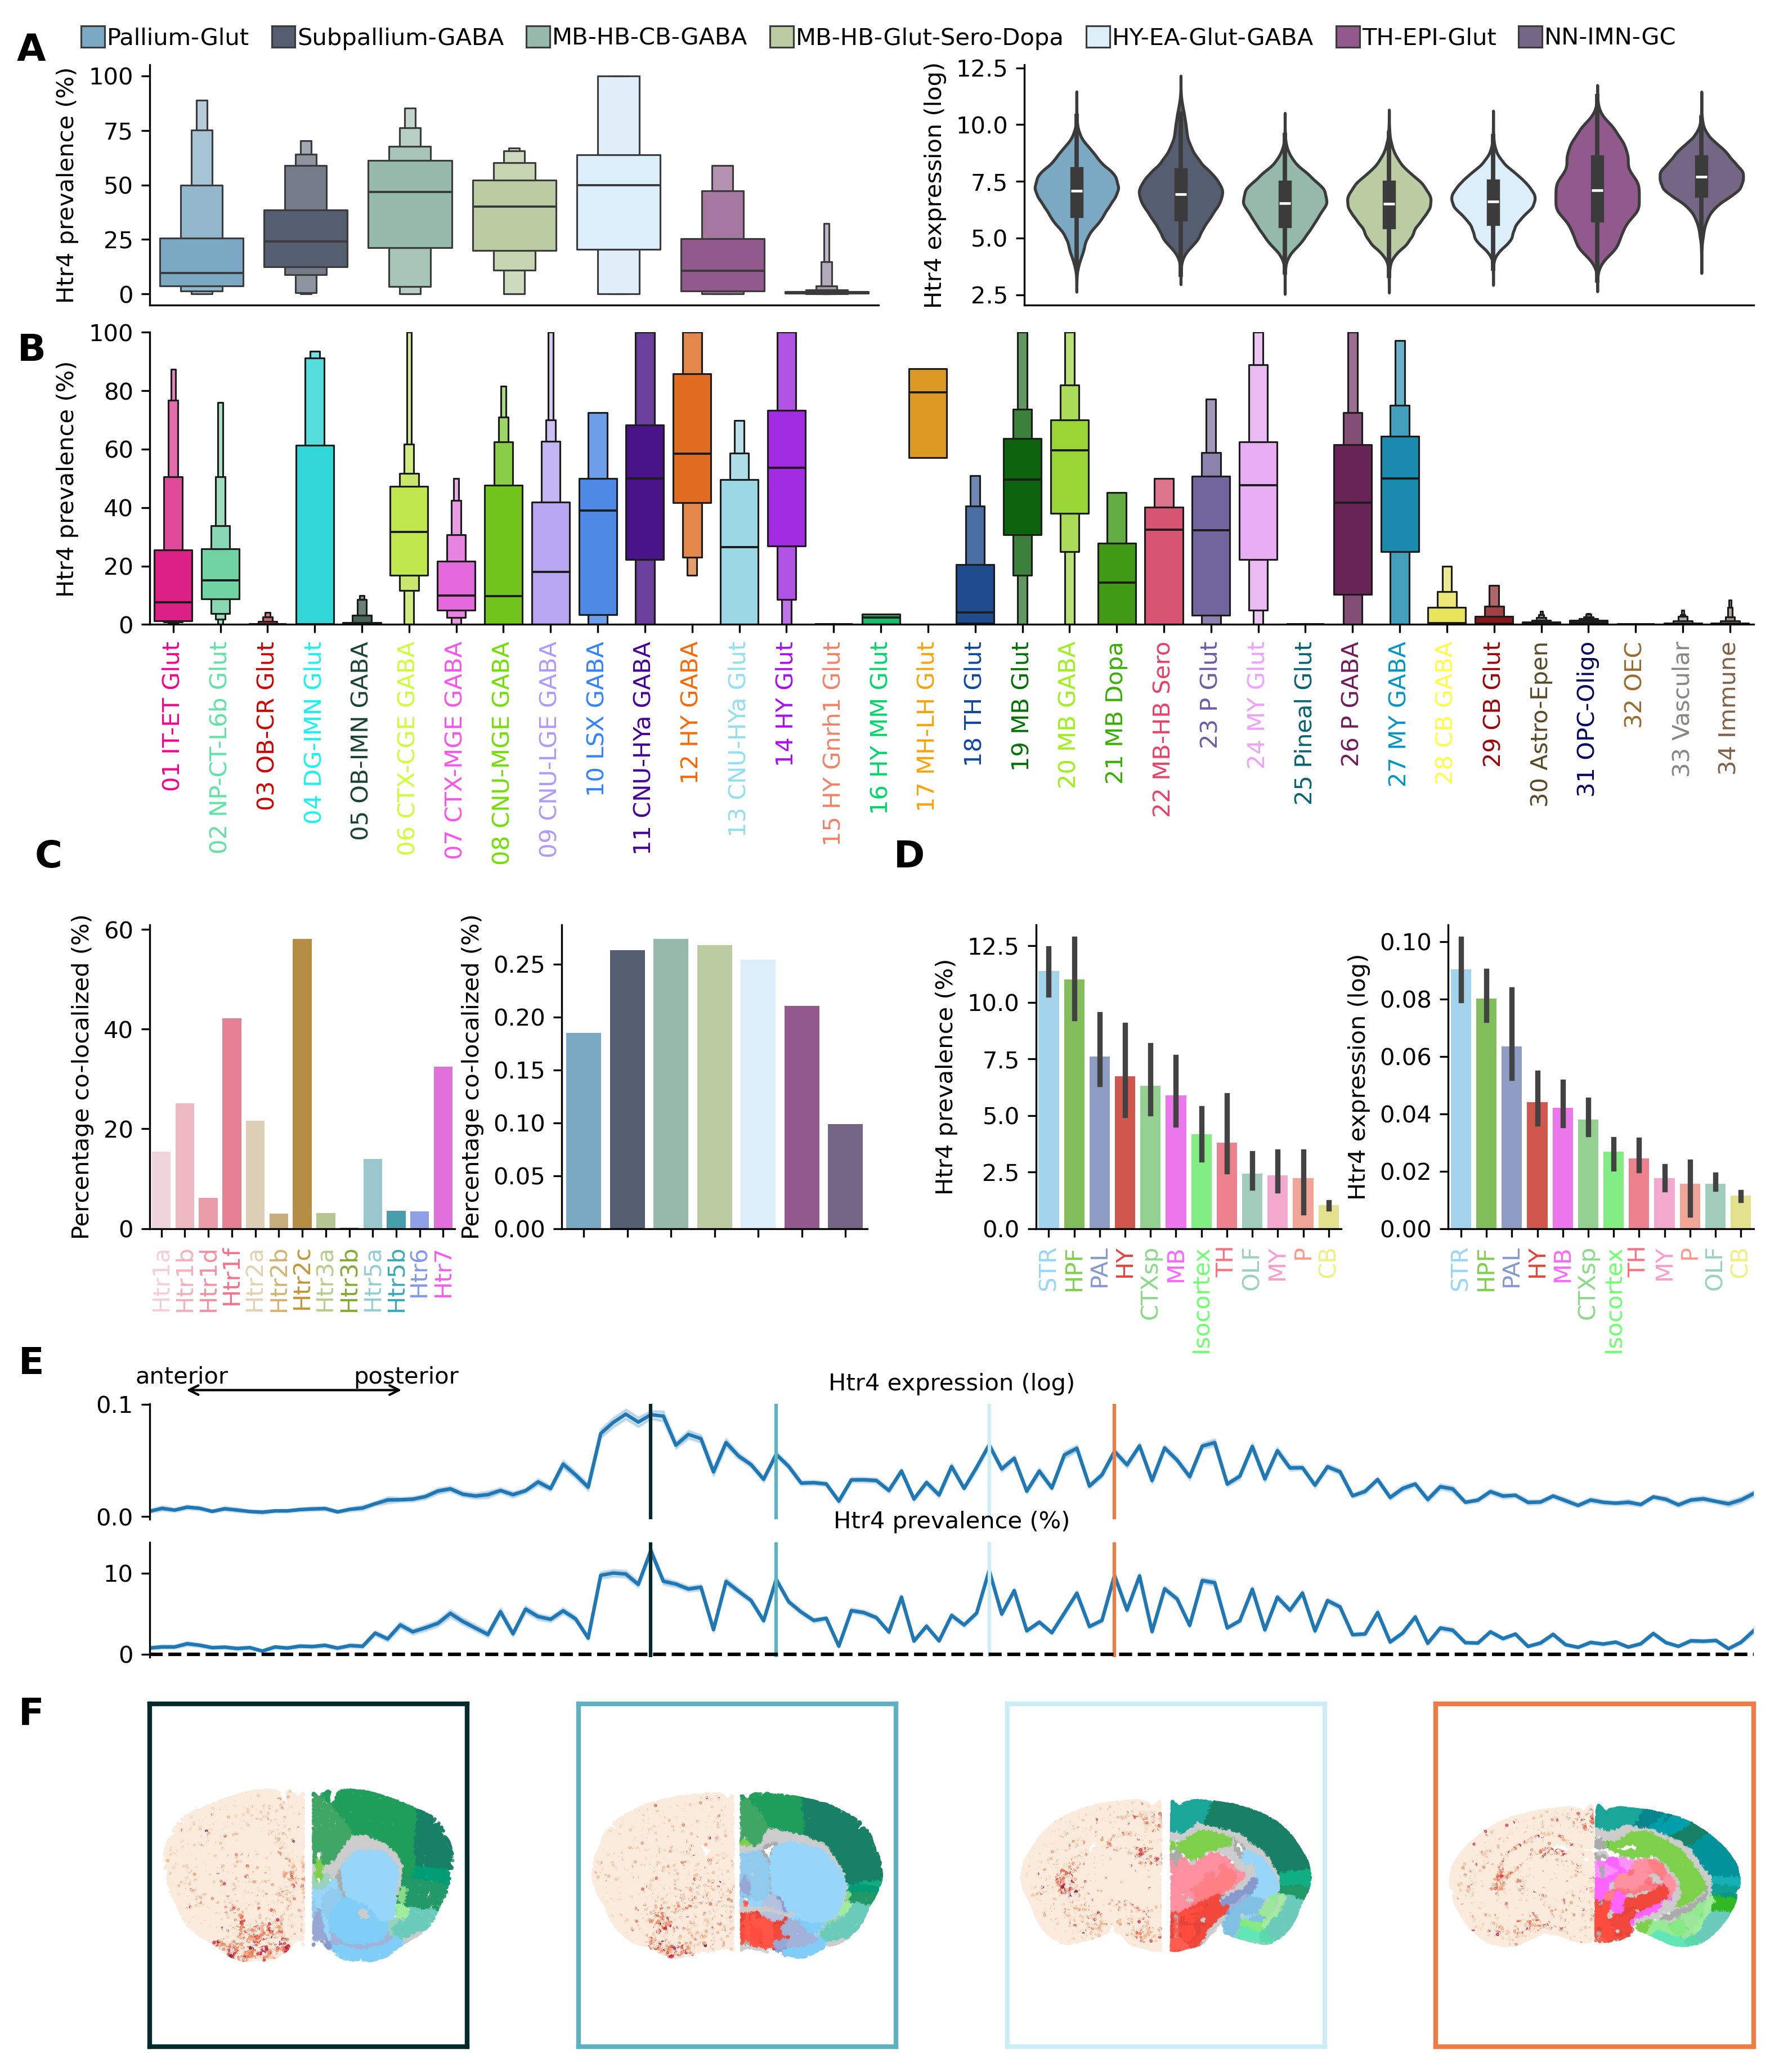 A
Pallium-Glut Subpallium-GABA MB-HB-CB-GABA MB-HB-Glut-Sero-Dopa HY-EA-Glut-GABA TH-EPI-Glut NN-IMN-GC
Htr4 prevalence (%)
100
75
50
25
0
Htr4 expression (log)
12.5
10.0
7.5
5.0
2.5
B
Htr4 prevalence (%)
100
80
60
40
20
0
01 IT-ET Glut
02 NP-CT-L6b Glut
03 OB-CR Glut
04 DG-IMN Glut
05 OB-IMN GABA
06 CTX-CGE GABA
07 CTX-MGE GABA
08 CNU-MGE GABA
09 CNU-LGE GABA
10 LSX GABA
11 CNU-HYa GABA
12 HY GABA
13 CNU-HYa Glut
14 HY Glut
15 HY Gnrh1 Glut
16 HY MM Glut
17 MH-LH Glut
18 TH Glut
19 MB Glut
20 MB GABA
21 MB Dopa
22 MB-HB Sero
23 P Glut
24 MY Glut
25 Pineal Glut
26 P GABA
27 MY GABA
28 CB GABA
29 CB Glut
30 Astro-Epen
31 OPC-Oligo
32 OEC
33 Vascular
34 Immune
C
Percentage co-localized (%)
60
40
20
0
Htr1a
Htr1b
Htr1d
Htr1f
Htr2a
Htr2b
Htr2c
Htr3a
Htr3b
Htr5a
Htr5b
Htr6
Htr7
Percentage co-localized (%)
0.25
0.20
0.15
0.10
0.05
0.00
D
Htr4 prevalence (%)
12.5
10.0
7.5
5.0
2.5
0.0
STR
HPF
PAL
HY
CTXsp
MB
Isocortex
TH
OLF
MY
P
CB
Htr4 expression (log)
0.10
0.08
0.06
0.04
0.02
0.00
STR
HPF
PAL
HY
MB
CTXsp
Isocortex
TH
MY
P
OLF
CB
E
anterior posterior
Htr4 expression (log)
0.1
0.0
Htr4 prevalence (%)
10
0
F